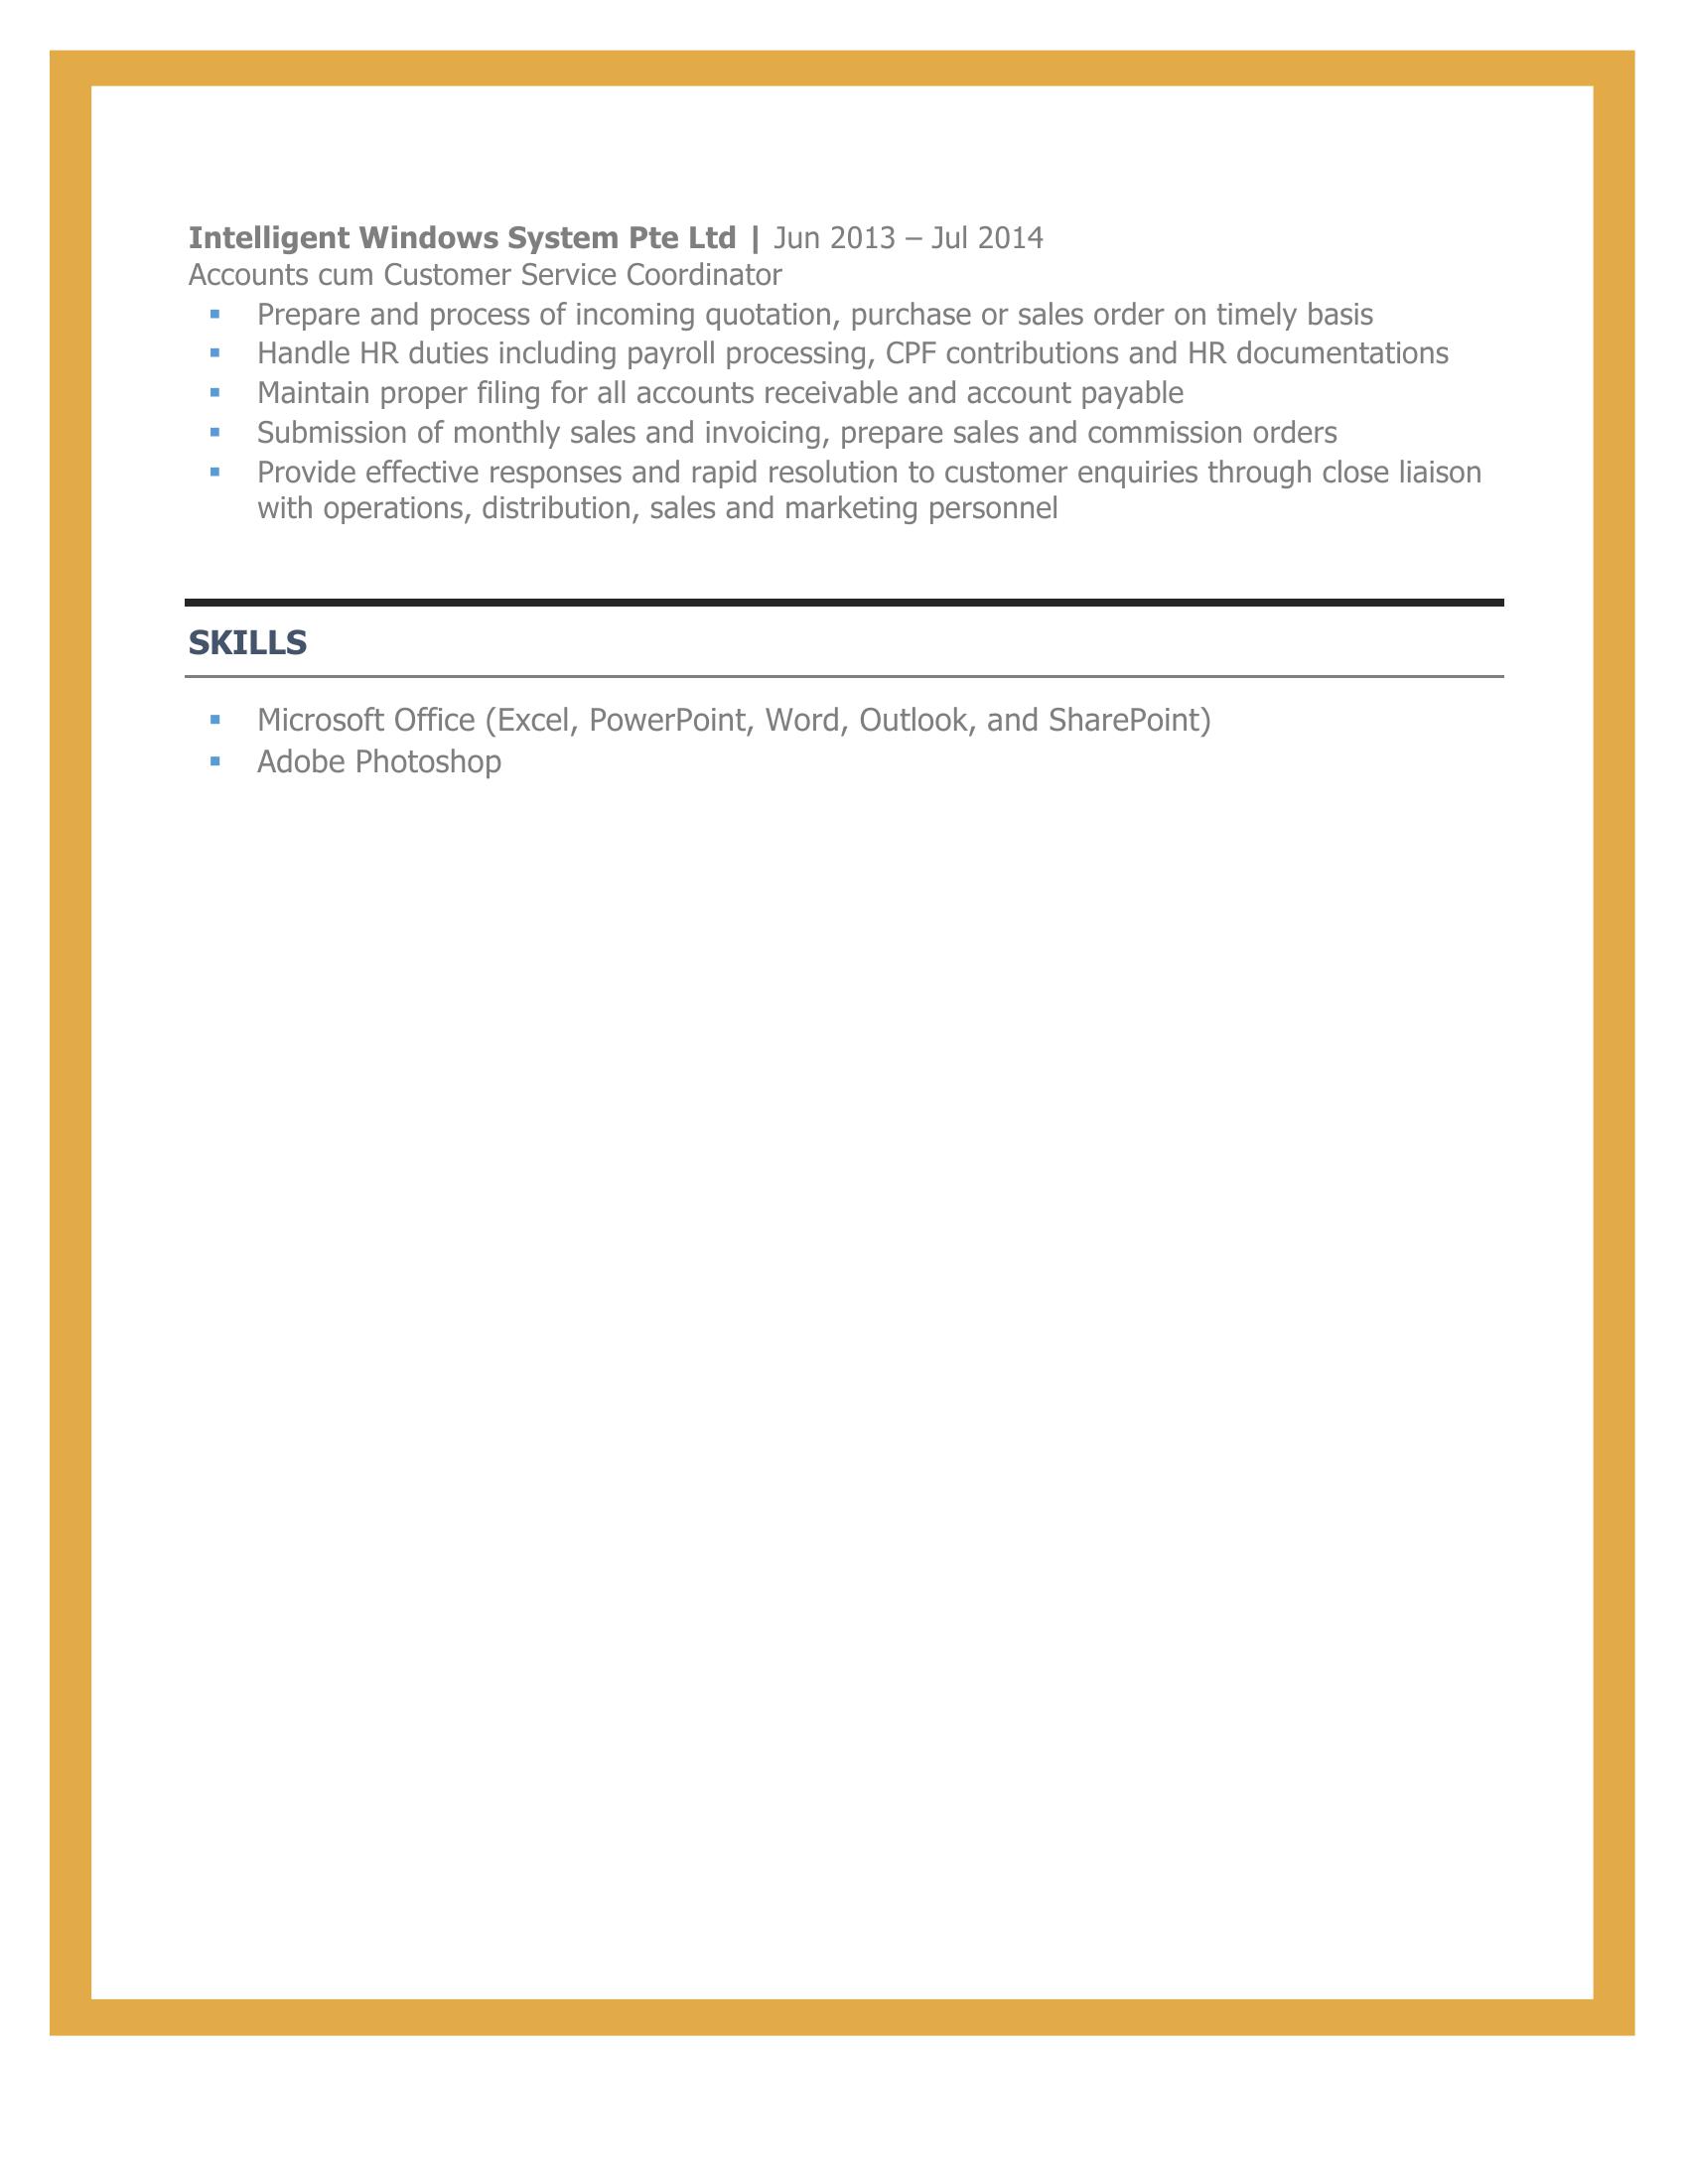 Intelligent Windows System Pte Ltd | Jun 2013 – Jul 2014
Accounts cum Customer Service Coordinator
▪ Prepare and process of incoming quotation, purchase or sales order on timely basis
▪ Handle HR duties including payroll processing, CPF contributions and HR documentations
▪ Maintain proper filing for all accounts receivable and account payable
▪ Submission of monthly sales and invoicing, prepare sales and commission orders
▪ Provide effective responses and rapid resolution to customer enquiries through close liaison
with operations, distribution, sales and marketing personnel
SKILLS
▪ Microsoft Office (Excel, PowerPoint, Word, Outlook, and SharePoint)
▪ Adobe Photoshop